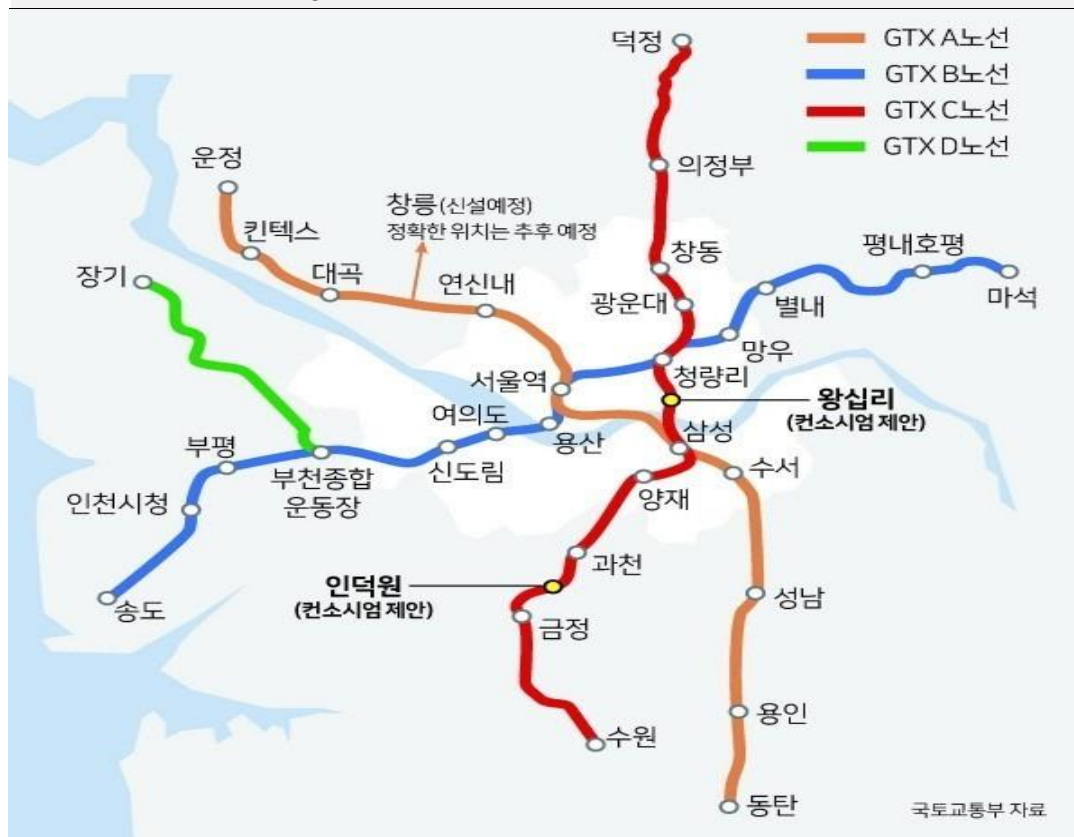 덕정
GTX A노선
GTX B노선
GTX C노선
GTX D노선
운정
의정부
창릉(신설예정)
정확한 위치는 추후 예정
킨텍스
장기
대곡
연신내
창동
평내호평
광운대
별내
마석
망우
서울역
청량리
왕십리
(컨소시엄 제안)
여의도
용산
삼성
부평
신도림
수서
부천종합
운동장
양재
인천시청
과천
인덕원
(컨소시엄 제안)
성남
송도
금정
용인
수원
동탄
국토교통부 자료